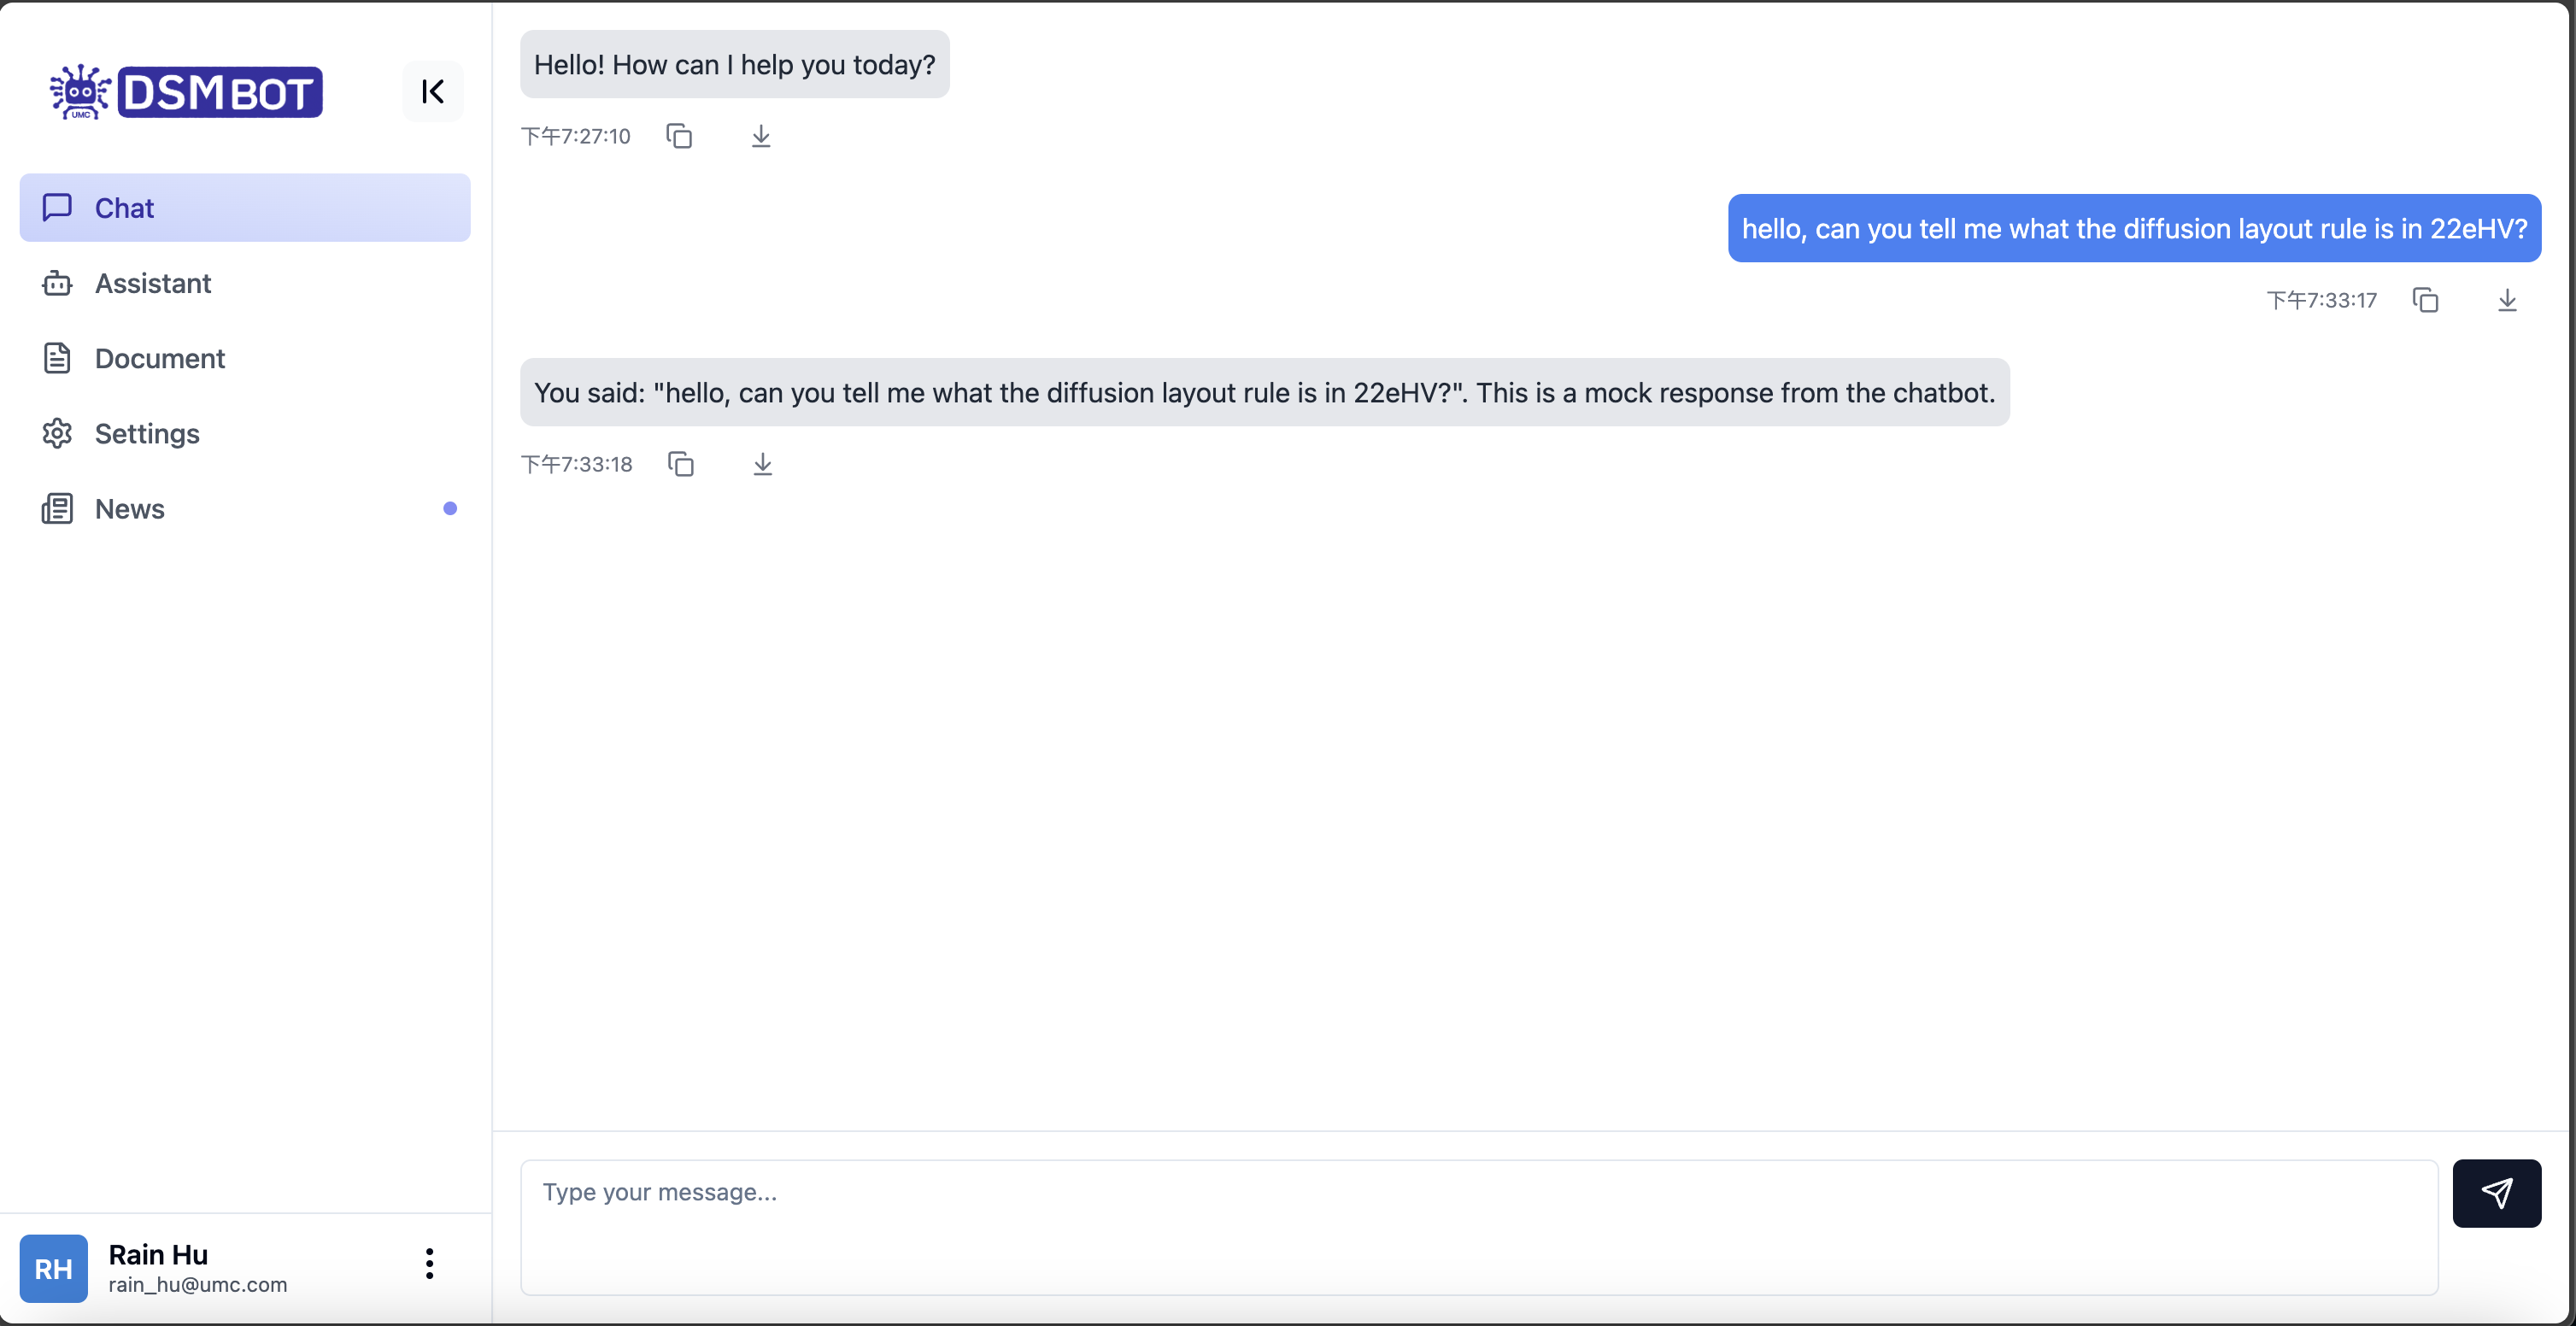 UMC
DSM BOT
Chat
Assistant
Document
Settings
News
RH
Rain Hu
rain_hu@umc.com
Hello! How can I help you today?
下午7:27:10
hello, can you tell me what the diffusion layout rule is in 22eHV?
下午7:33:17
You said: "hello, can you tell me what the diffusion layout rule is in 22eHV?". This is a mock response from the chatbot.
下午7:33:18
Type your message...